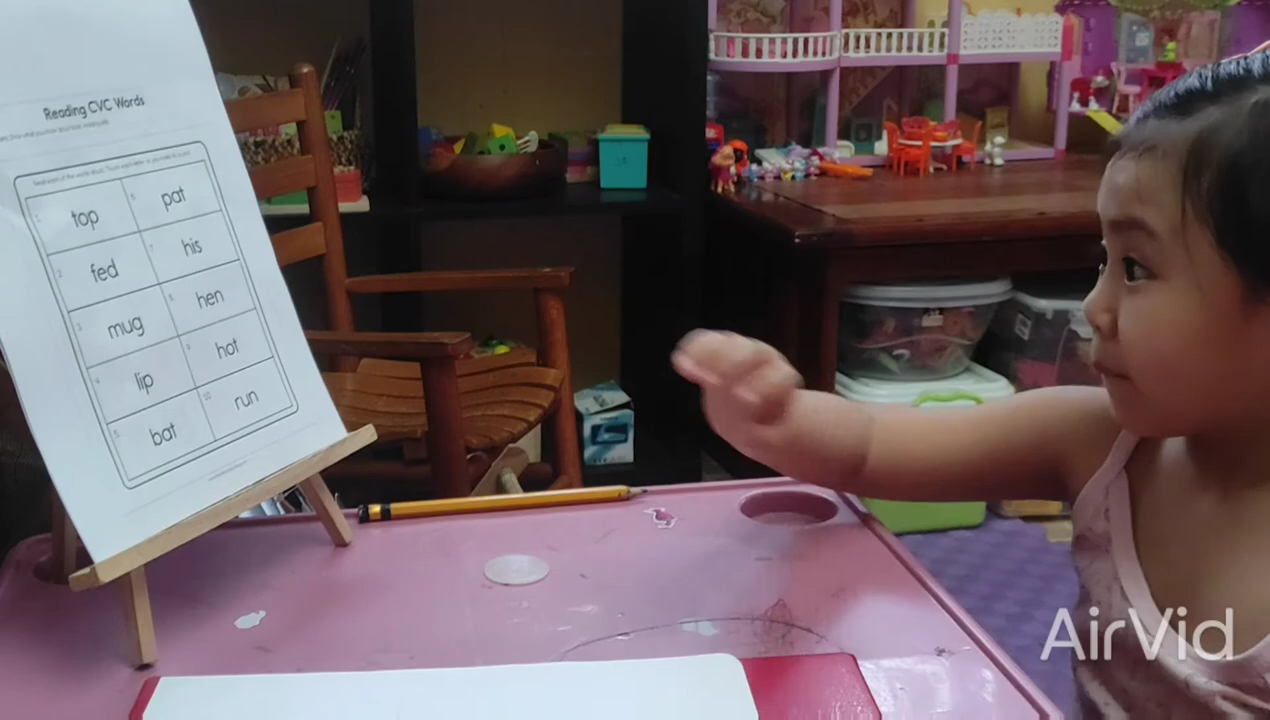 Reading CVC Words
1. top
6. pat
2. fed
7. his
3. mug
8. hen
4. lip
9. hot
5. bat
10. run
AirVid